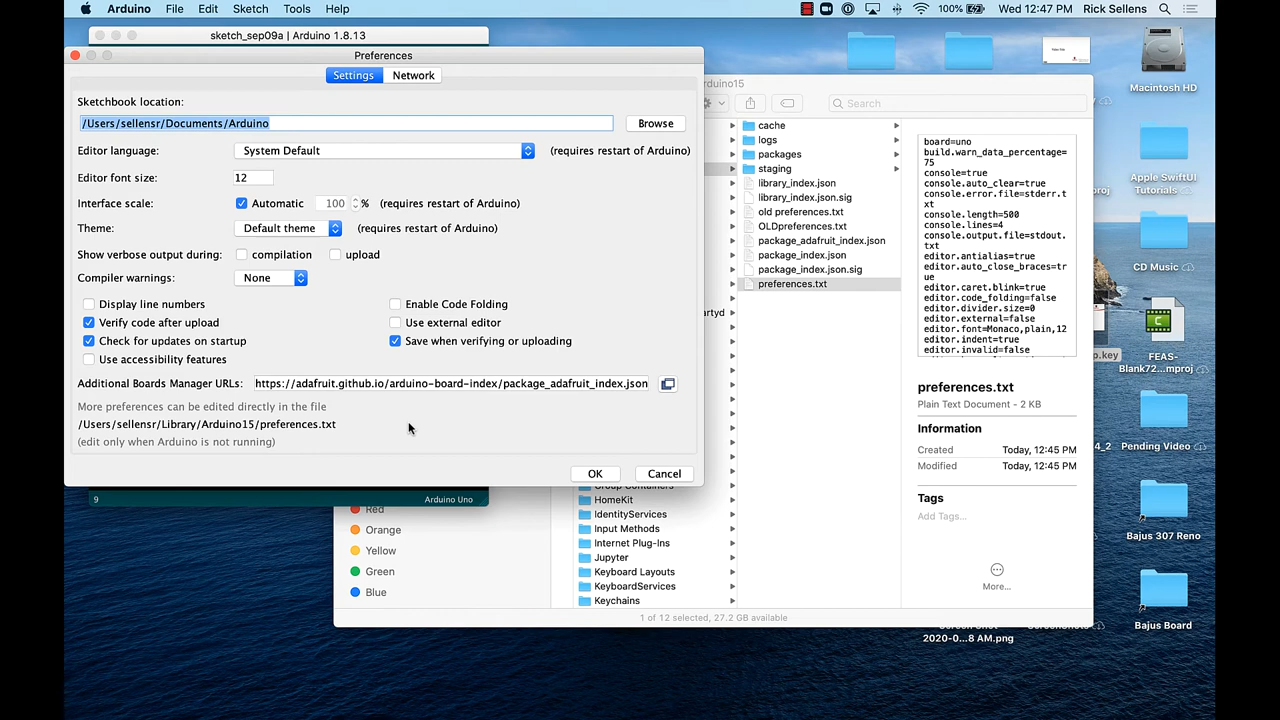 Arduino File Edit Sketch Tools Help
100% Wed 12:47 PM Rick Sellens
sketch_sep09a | Arduino 1.8.13
Preferences
Settings Network
Sketchbook location:
/Users/sellensr/Documents/Arduino Browse
Editor language: System Default (requires restart of Arduino)
Editor font size: 12
Interface scale: Automatic 100 % (requires restart of Arduino)
Theme: Default theme (requires restart of Arduino)
Show verbose output during: compilation upload
Compiler warnings: None
Display line numbers Enable Code Folding
Verify code after upload Use external editor
Check for updates on startup Save when verifying or uploading
Use accessibility features
Additional Boards Manager URLs: https://adafruit.github.io/arduino-board-index/package_adafruit_index.json
More preferences can be edited directly in the file
/Users/sellensr/Library/Arduino15/preferences.txt
(edit only when Arduino is not running)
OK Cancel
9 Arduino Uno
rduino15
Search
Red
Orange
Yellow
Green
Blue
artyd
HomeKit
IdentityServices
Input Methods
Internet Plug-Ins
Jupyter
Keyboard Layouts
KeyboardServices
Keychains
cache
logs
packages
staging
library_index.json
library_index.json.sig
old preferences.txt
OLDpreferences.txt
package_adafruit_index.json
package_index.json
package_index.json.sig
preferences.txt
board=uno
build.warn_data_percentage=
75
console=true
console.auto_clear=true
console.error.file=stderr.t
xt
console.length=500
console.lines=4
console.output.file=stdout.
txt
editor.antialias=true
editor.auto_close_braces=tr
ue
editor.caret.blink=true
editor.code_folding=false
editor.divider.size=0
editor.external=false
editor.font=Monaco,plain,12
editor.indent=true
editor.invalid=false
preferences.txt
Plain Text Document - 2 KB
Information
Created Today, 12:45 PM
Modified Today, 12:45 PM
Tags
Add Tags...
More...
1 of 12 selected, 27.2 GB available
Macintosh HD
Apple SwiftUI
Tutorials
CD Music
p.key
FEAS-
Blank72...mproj
4_2
Pending Video
Bajus 307 Reno
Bajus Board
2020-0...8 AM.png